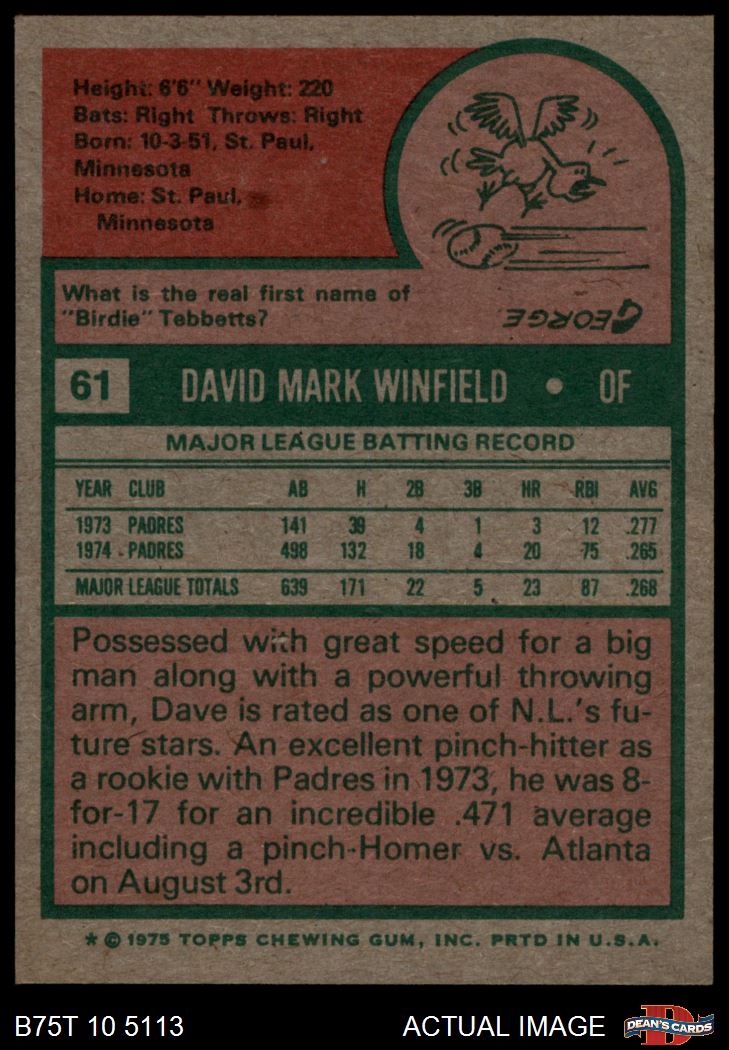 Height: 6'6" Weight: 220
Bats: Right Throws: Right
Born: 10-3-51, St. Paul,
Minnesota
Home: St. Paul,
Minnesota
What is the real first name of
"Birdie" Tebbetts?
GEORGE
61 DAVID MARK WINFIELD • OF
MAJOR LEAGUE BATTING RECORD
YEAR CLUB AB H 2B 3B HR RBI AVG
1973 PADRES 141 39 4 1 3 12 .277
1974 PADRES 498 132 18 4 20 75 .265
MAJOR LEAGUE TOTALS 639 171 22 5 23 87 .268
Possessed with great speed for a big
man along with a powerful throwing
arm, Dave is rated as one of N.L.'s fu-
ture stars. An excellent pinch-hitter as
a rookie with Padres in 1973, he was 8-
for-17 for an incredible .471 average
including a pinch-Homer vs. Atlanta
on August 3rd.
* © 1975 TOPPS CHEWING GUM, INC. PRTD IN U.S.A.
B75T 10 5113 ACTUAL IMAGE DEAN'S CARDS